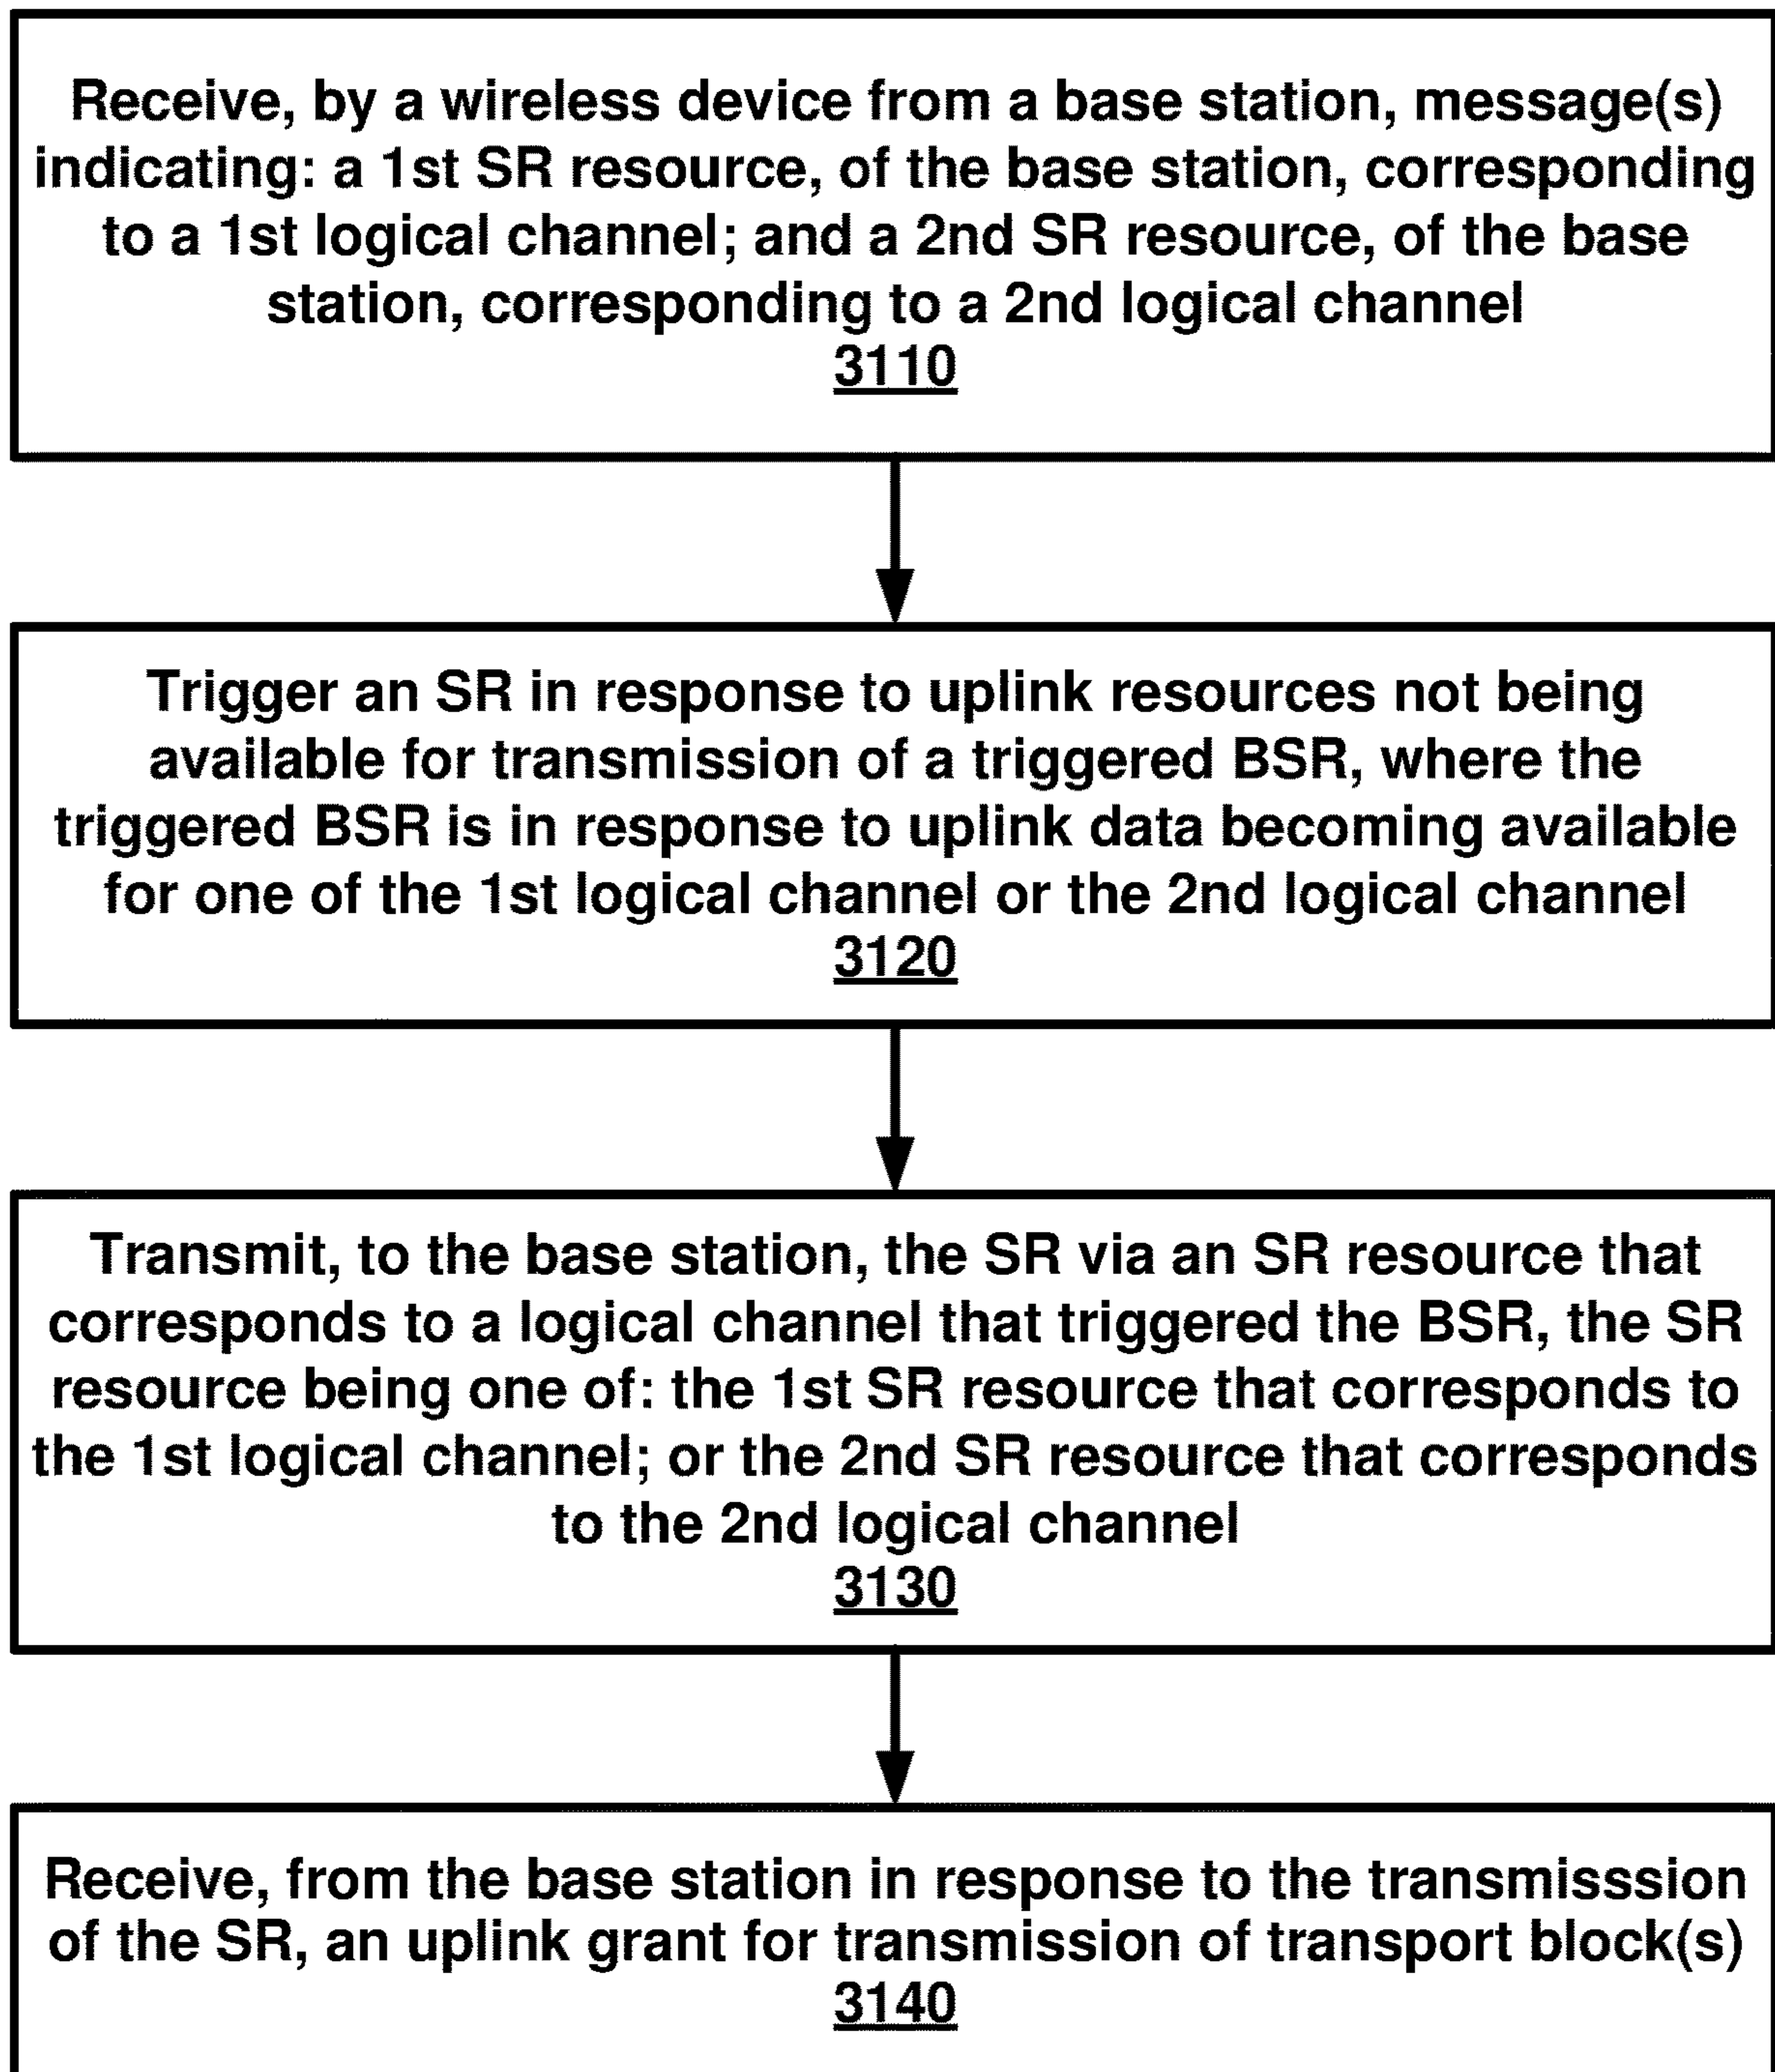 Receive, by a wireless device from a base station, message(s)
indicating: a 1st SR resource, of the base station, corresponding
to a 1st logical channel; and a 2nd SR resource, of the base
station, corresponding to a 2nd logical channel
3110
Trigger an SR in response to uplink resources not being
available for transmission of a triggered BSR, where the
triggered BSR is in response to uplink data becoming available
for one of the 1st logical channel or the 2nd logical channel
3120
Transmit, to the base station, the SR via an SR resource that
corresponds to a logical channel that triggered the BSR, the SR
resource being one of: the 1st SR resource that corresponds to
the 1st logical channel; or the 2nd SR resource that corresponds
to the 2nd logical channel
3130
Receive, from the base station in response to the transmisssion
of the SR, an uplink grant for transmission of transport block(s)
3140